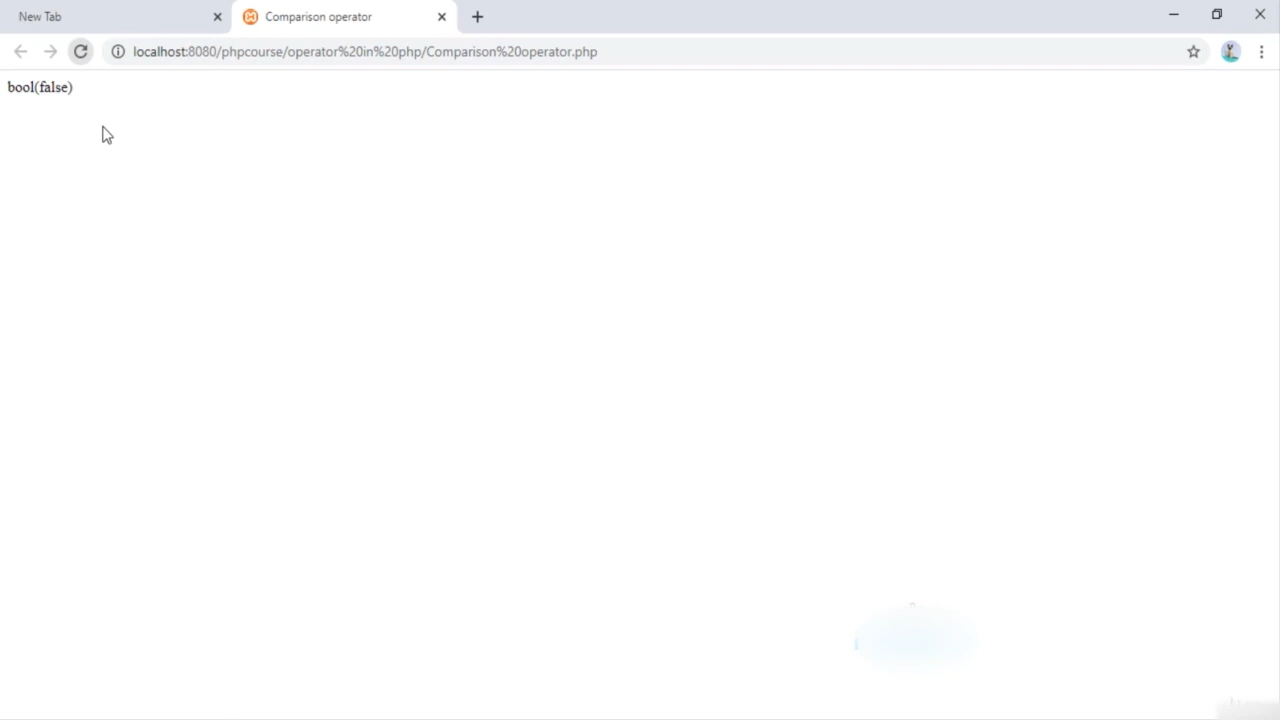 New Tab
Comparison operator
localhost:8080/phpcourse/operator%20in%20php/Comparison%20operator.php
bool(false)